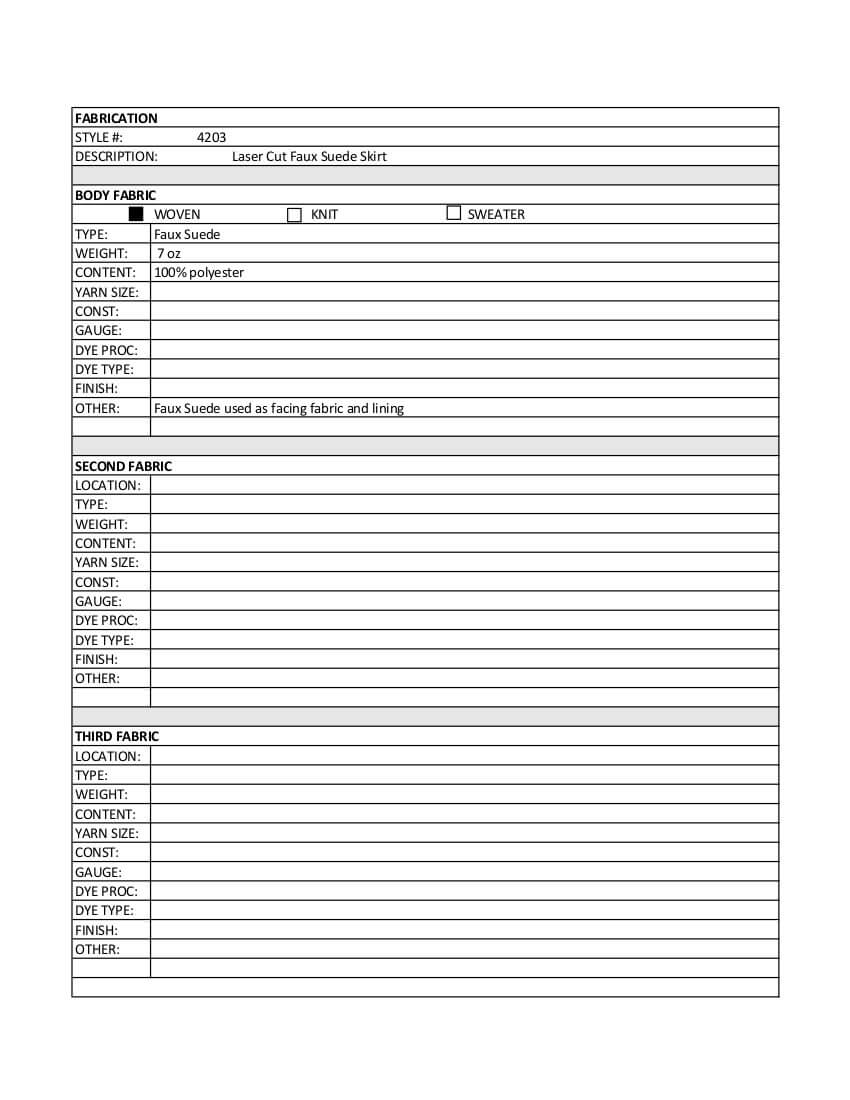 FABRICATION
STYLE #: 4203
DESCRIPTION: Laser Cut Faux Suede Skirt
BODY FABRIC
WOVEN KNIT SWEATER
TYPE: Faux Suede
WEIGHT: 7 oz
CONTENT: 100% polyester
YARN SIZE:
CONST:
GAUGE:
DYE PROC:
DYE TYPE:
FINISH:
OTHER: Faux Suede used as facing fabric and lining
SECOND FABRIC
LOCATION:
TYPE:
WEIGHT:
CONTENT:
YARN SIZE:
CONST:
GAUGE:
DYE PROC:
DYE TYPE:
FINISH:
OTHER:
THIRD FABRIC
LOCATION:
TYPE:
WEIGHT:
CONTENT:
YARN SIZE:
CONST:
GAUGE:
DYE PROC:
DYE TYPE:
FINISH:
OTHER: